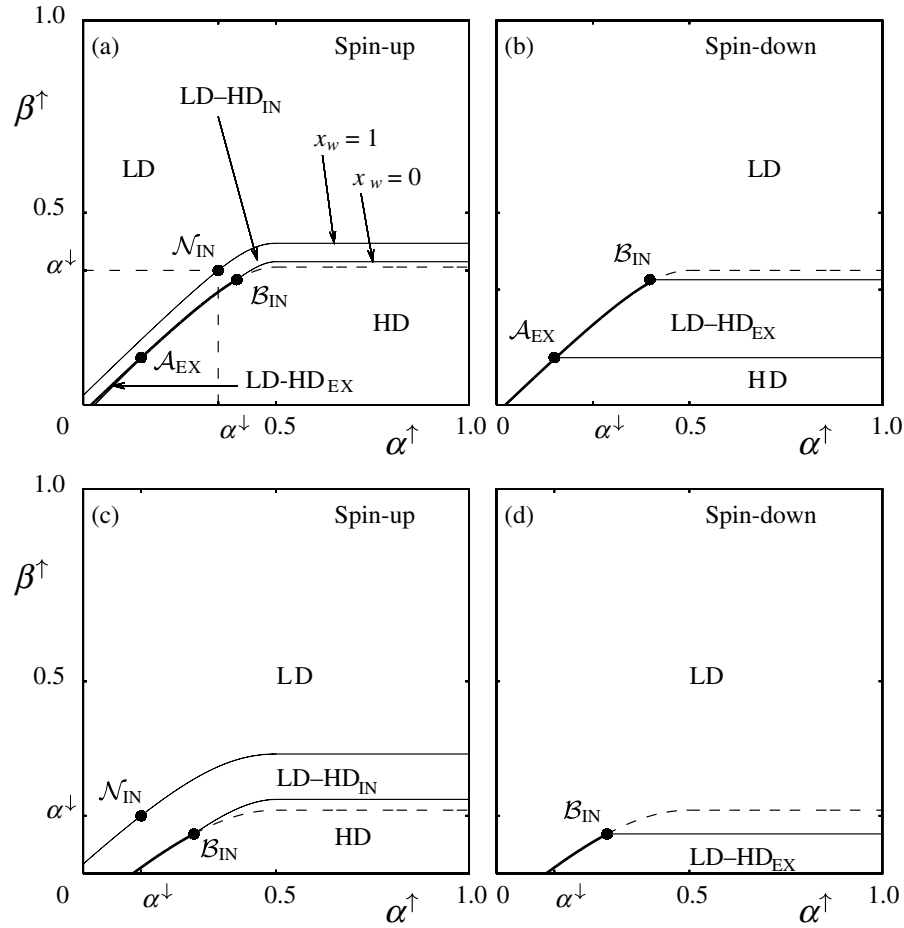 1.0
(a)
Spin-up
(b)
Spin-down
β↑
LD–HD_IN
x_w = 1
LD
x_w = 0
LD
0.5
N_IN
α↓
B_IN
B_IN
HD
LD–HD_EX
A_EX
A_EX
LD-HD_EX
HD
0
α↓
0.5
α↑
1.0
0
α↓
0.5
α↑
1.0
1.0
(c)
Spin-up
(d)
Spin-down
β↑
LD
LD
0.5
LD–HD_IN
N_IN
α↓
B_IN
HD
B_IN
LD–HD_EX
0
α↓
0.5
α↑
1.0
0
α↓
0.5
α↑
1.0